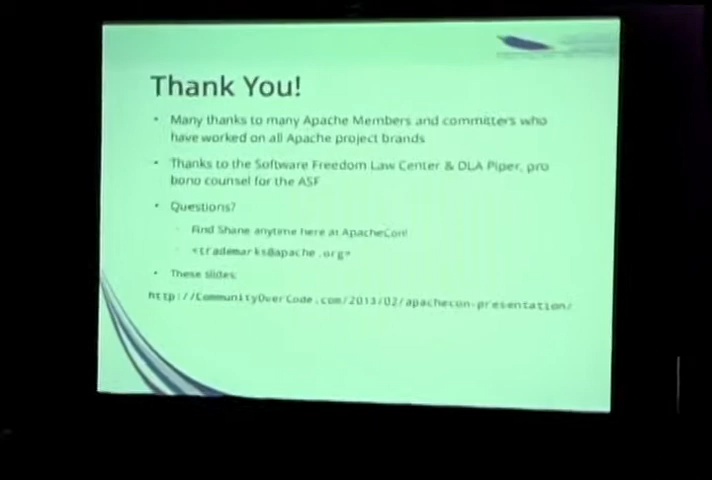 Thank You!
• Many thanks to many Apache Members and committers who
have worked on all Apache project brands
• Thanks to the Software Freedom Law Center & DLA Piper, pro
bono counsel for the ASF
• Questions?
Find Shane anytime here at ApacheCon!
<trademarks@apache.org>
• These slides:
http://CommunityOverCode.com/2013/02/apachecon-presentation/